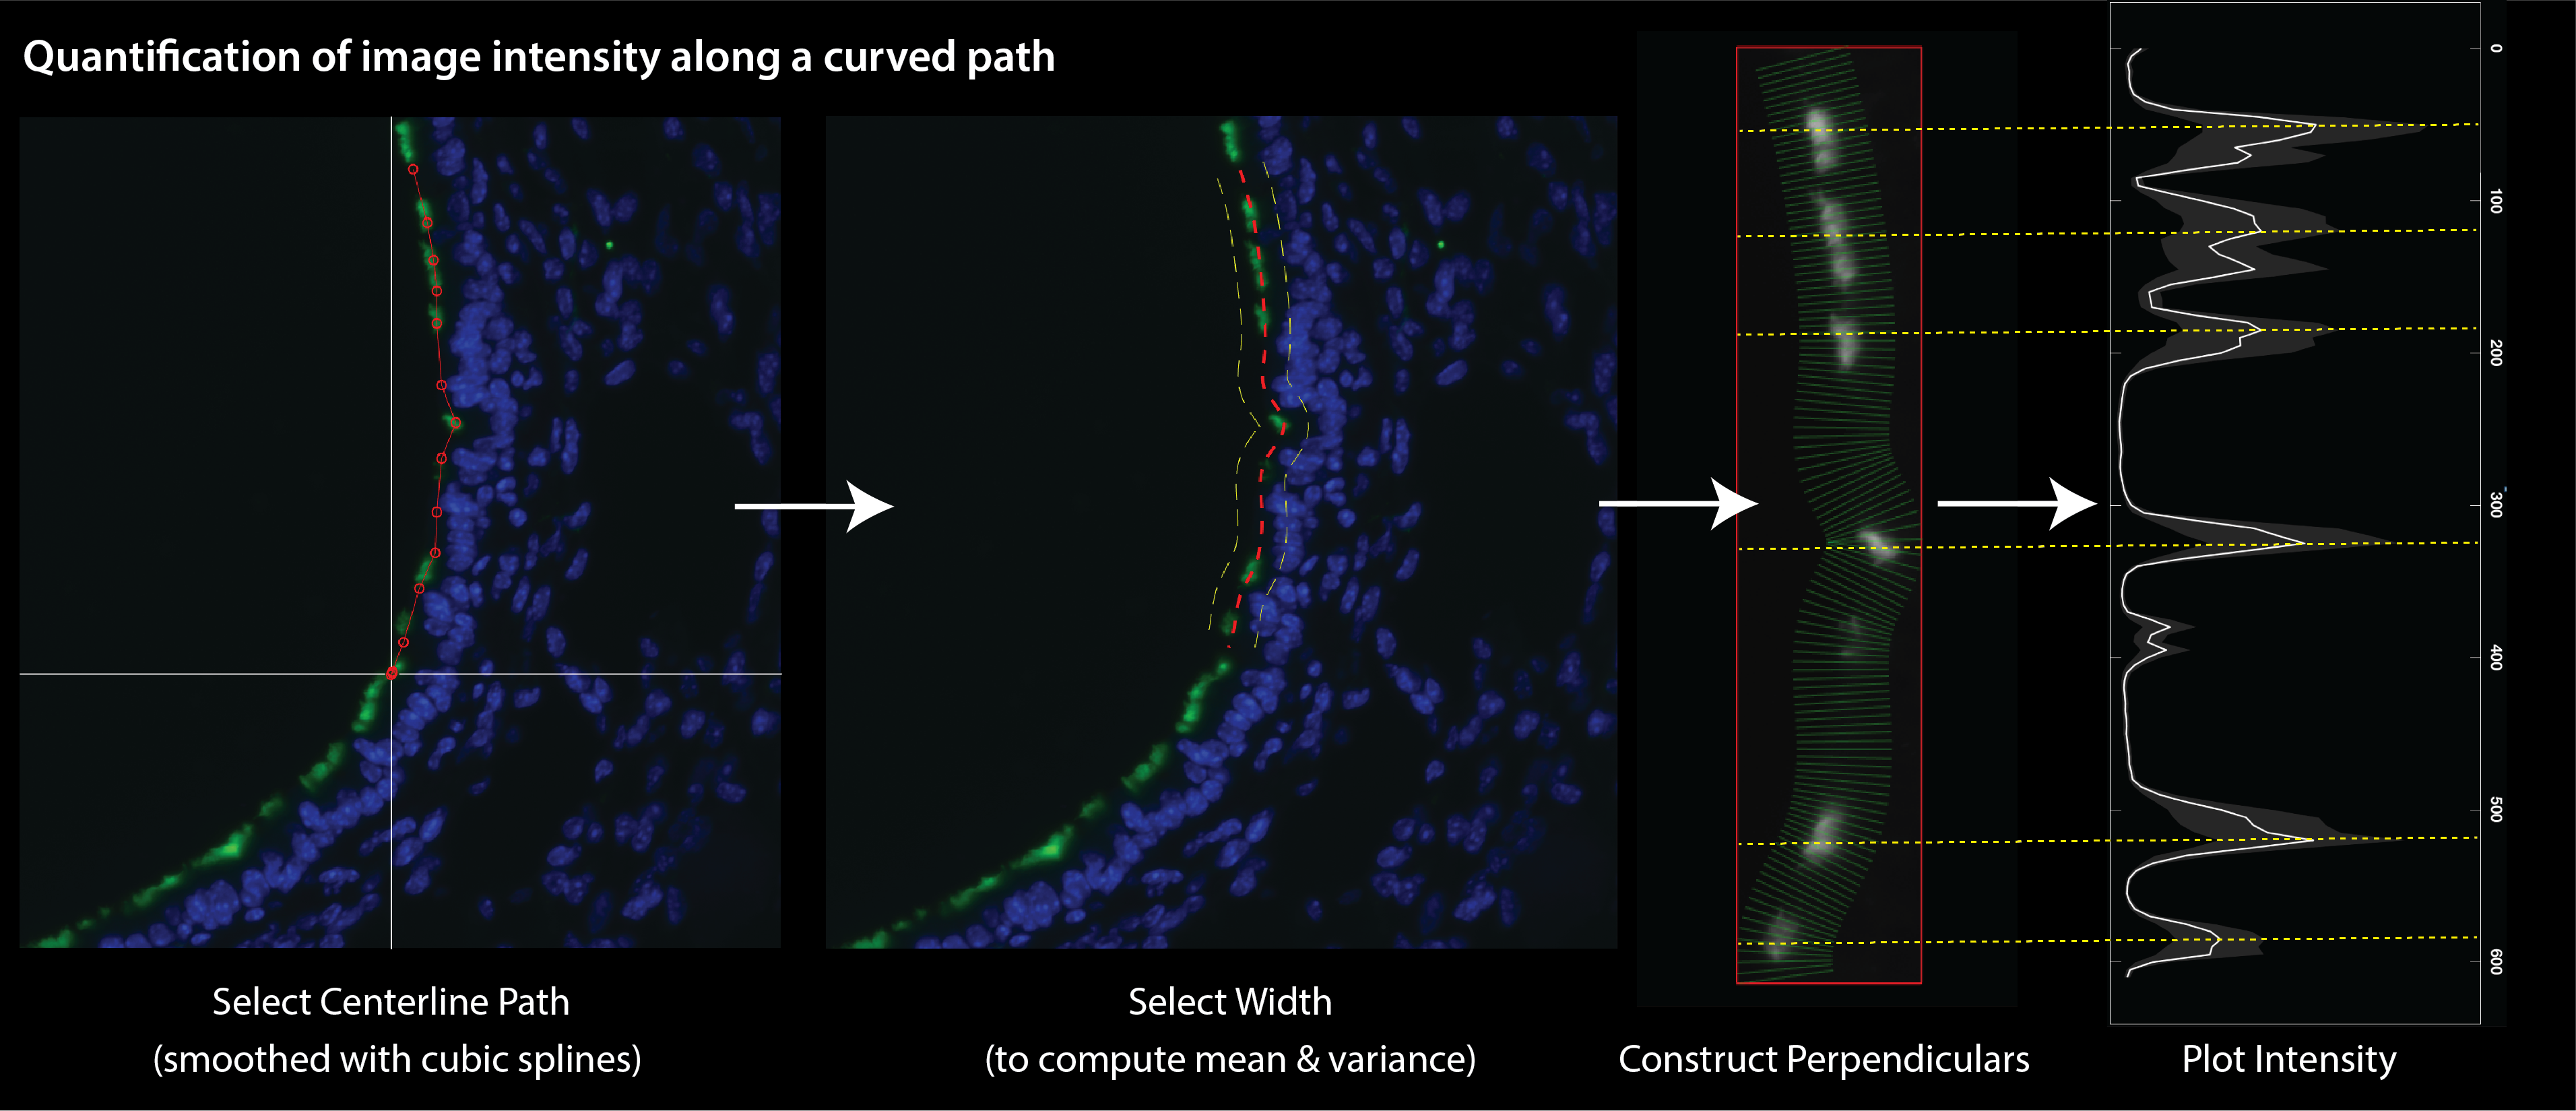 Quantification of image intensity along a curved path
Select Centerline Path
(smoothed with cubic splines)
Select Width
(to compute mean & variance)
Construct Perpendiculars
Plot Intensity
0
100
200
300
400
500
600